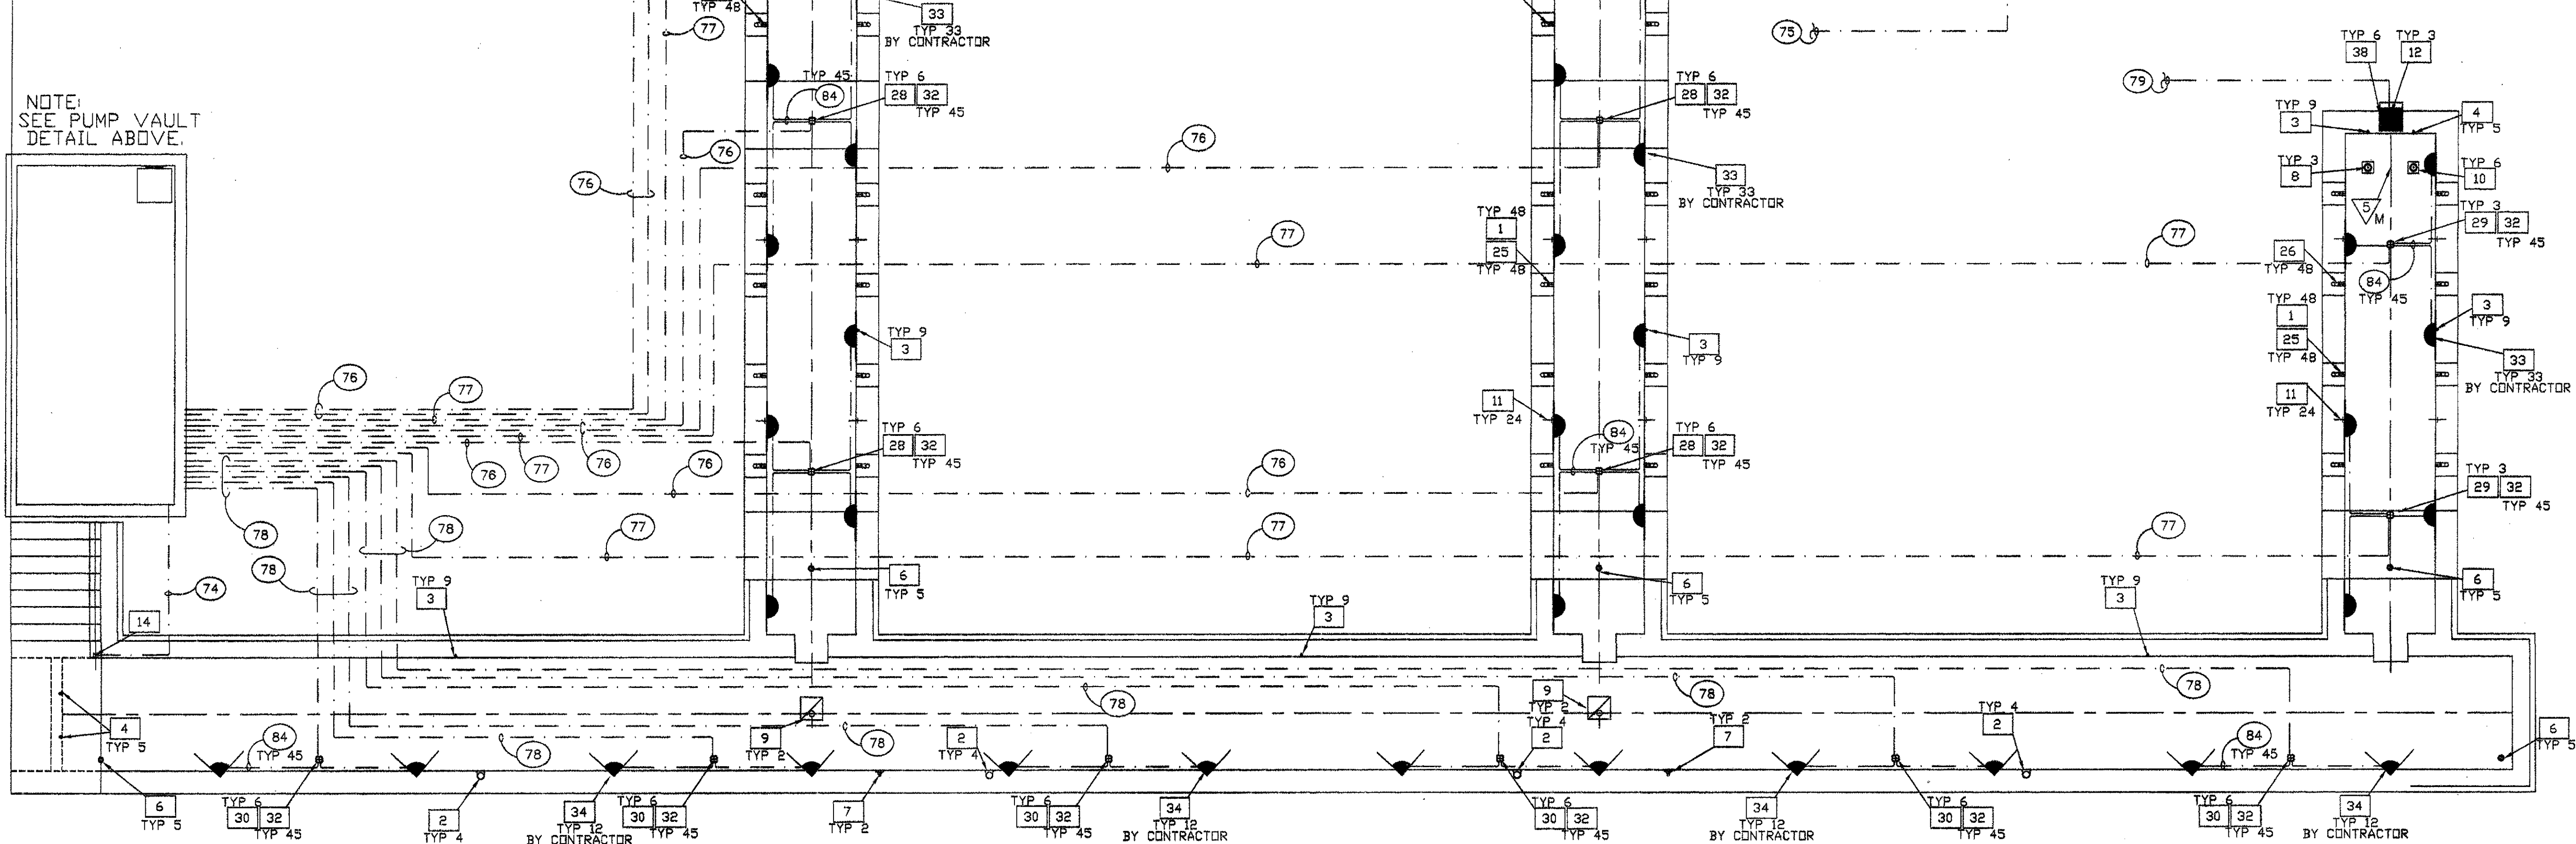 TYP 48
77
33
TYP 33
BY CONTRACTOR
75
TYP 6 TYP 3
38 12
79
NOTE:
SEE PUMP VAULT
DETAIL ABOVE.
TYP 45
84
TYP 6
28 32
TYP 45
TYP 6
28 32
TYP 45
TYP 9
3
4
TYP 5
76
76
76
33
TYP 33
BY CONTRACTOR
TYP 3
8
TYP 6
10
5
M
TYP 3
29 32
TYP 45
TYP 48
1
25
TYP 48
77
77
26
TYP 48
84
TYP 45
TYP 9
3
3
TYP 9
TYP 48
1
25
TYP 48
3
TYP 9
33
TYP 33
BY CONTRACTOR
76
77
11
TYP 24
11
TYP 24
TYP 6
28 32
TYP 45
84
TYP 45
TYP 6
28 32
TYP 45
76
77
76
76
76
TYP 3
29 32
TYP 45
78
78
77
77
77
78
74
TYP 9
3
6
TYP 5
TYP 9
3
6
TYP 5
TYP 9
3
6
TYP 5
14
78
78
78
4
TYP 5
84
TYP 45
78
9
TYP 2
78
TYP 4
2
9
TYP 2
TYP 4
2
TYP 2
7
TYP 4
2
84
TYP 45
6
TYP 5
6
TYP 5
TYP 6
30 32
TYP 45
2
TYP 4
34
TYP 12
BY CONTRACTOR
TYP 6
30 32
TYP 45
7
TYP 2
TYP 6
30 32
TYP 45
34
TYP 12
BY CONTRACTOR
TYP 6
30 32
TYP 45
34
TYP 12
BY CONTRACTOR
TYP 6
30 32
TYP 45
TYP 6
30 32
TYP 45
34
TYP 12
BY CONTRACTOR